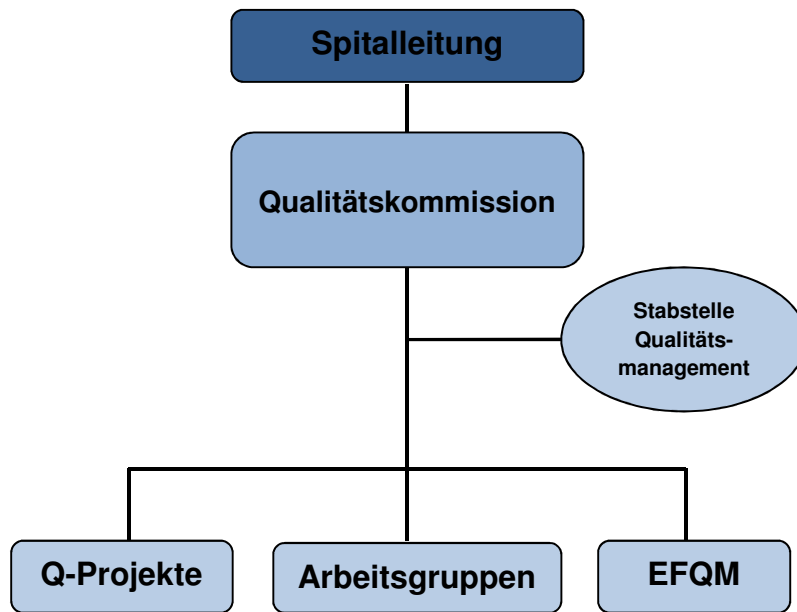 Spitalleitung
Qualitätskommission
Stabstelle
Qualitäts-
management
Q-Projekte
Arbeitsgruppen
EFQM